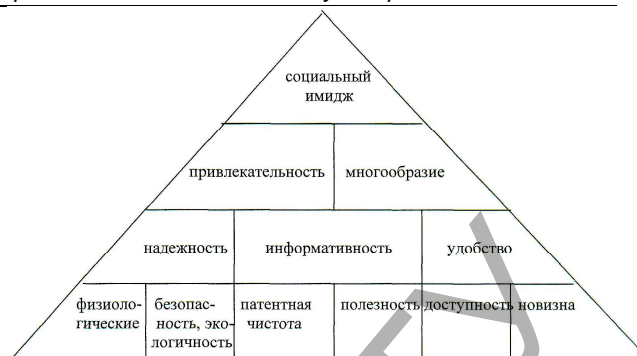 социальный
имидж
привлекательность многообразие
надежность информативность удобство
физиоло- безопас- патентная полезность доступность новизна
гические ность, эко- чистота
логичность